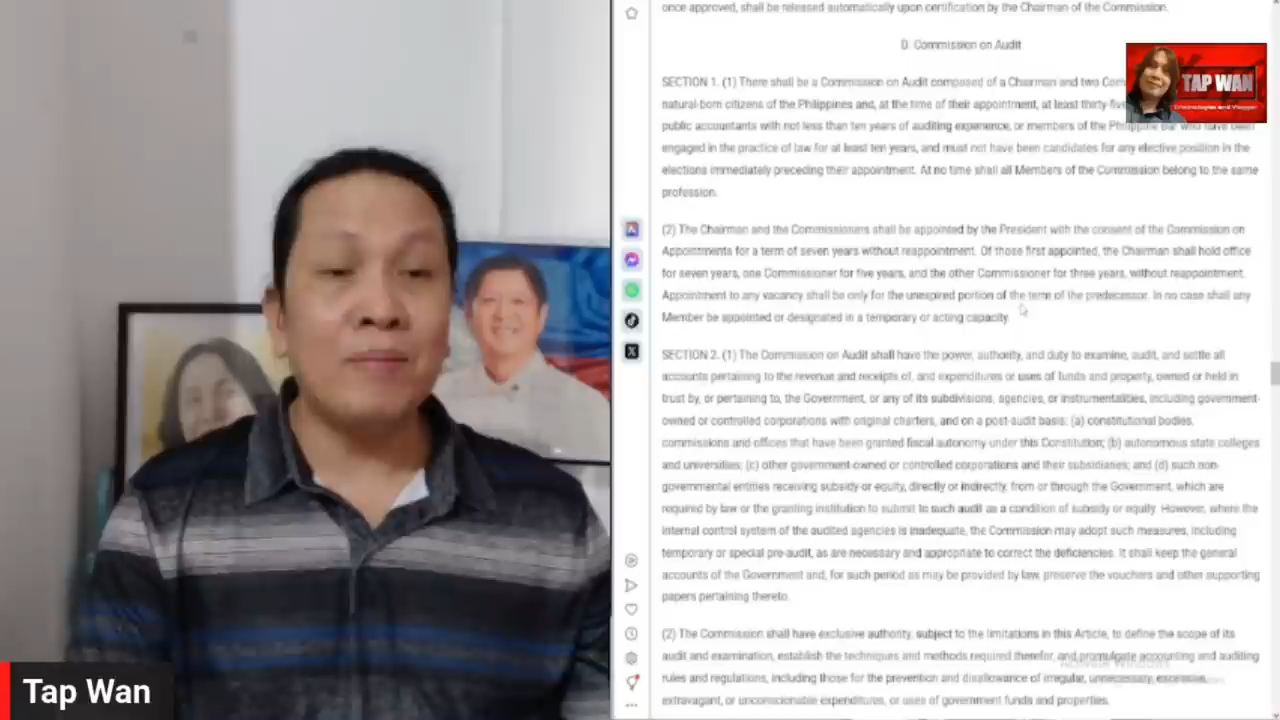 once approved, shall be released automatically upon certification by the Chairman of the Commission.
D. Commission on Audit
SECTION 1. (1) There shall be a Commission on Audit composed of a Chairman and two
natural-born citizens of the Philippines and, at the time of their appointment, at least
public accountants with not less than ten years of auditing experience, or members of the Philippine Bar who have been
engaged in the practice of law for at least ten years, and must not have been candidates for any elective position in the
elections immediately preceding their appointment. At no time shall all Members of the Commission belong to the same
profession.
(2) The Chairman and the Commissioners shall be appointed by the President with the consent of the Commission on
Appointments for a term of seven years without reappointment. Of those first appointed, the Chairman shall hold office
for seven years, one Commissioner for five years, and the other Commissioner for three years, without reappointment.
Appointment to any vacancy shall be only for the unexpired portion of the term of the predecessor. In no case shall any
Member be appointed or designated in a temporary or acting capacity.
SECTION 2. (1) The Commission on Audit shall have the power, authority, and duty to examine, audit, and settle all
accounts pertaining to the revenue and receipts of, and expenditures or uses of funds and property, owned or held in
trust by, or pertaining to, the Government, or any of its subdivisions, agencies, or instrumentalities, including government-
owned or controlled corporations with original charters, and on a post-audit basis: (a) constitutional bodies,
commissions and offices that have been granted fiscal autonomy under this Constitution; (b) autonomous state colleges
and universities; (c) other government-owned or controlled corporations and their subsidiaries; and (d) such non-
governmental entities receiving subsidy or equity, directly or indirectly, from or through the Government, which are
required by law or the granting institution to submit to such audit as a condition of subsidy or equity. However, where the
internal control system of the audited agencies is inadequate, the Commission may adopt such measures, including
temporary or special pre-audit, as are necessary and appropriate to correct the deficiencies. It shall keep the general
accounts of the Government and, for such period as may be provided by law, preserve the vouchers and other supporting
papers pertaining thereto.
(2) The Commission shall have exclusive authority, subject to the limitations in this Article, to define the scope of its
audit and examination, establish the techniques and methods required therefor, and promulgate accounting and auditing
rules and regulations, including those for the prevention and disallowance of irregular, unnecessary, excessive,
extravagant, or unconscionable expenditures, or uses of government funds and properties.
TAP WAN
Tap Wan